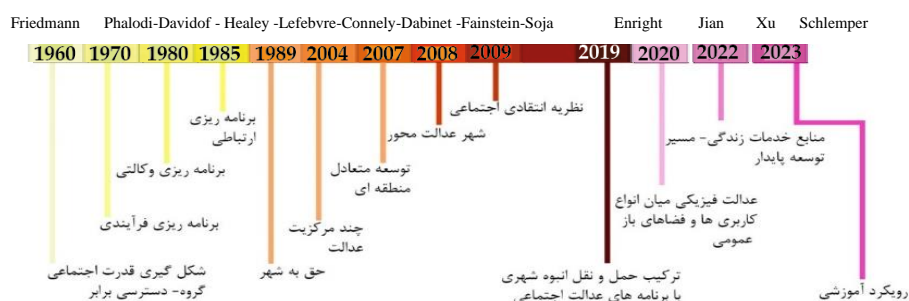 Friedmann Phalodi-Davidof - Healey -Lefebvre-Connely-Dabinet -Fainstein-Soja Enright Jian Xu Schlemper
1960 1970 1980 1985 1989 2004 2007 2008 2009 2019 2020 2022 2023
نظریه انتقادی اجتماعی
برنامه ریزی
ارتباطی
شهر عدالت محور
منابع خدمات زندگی- مسیر
توسعه پایدار
برنامه ریزی وکالتی
توسعه متعادل
منطقه ای
عدالت فیزیکی میان انواع
کاربری ها و فضاهای باز
عمومی
برنامه ریزی فرآیندی
چند مرکزیت
عدالت
شکل گیری قدرت اجتماعی
گروه- دسترسی برابر
حق به شهر
ترکیب حمل و نقل انبوه شهری
با برنامه های عدالت اجتماعی
رویکرد آموزشی